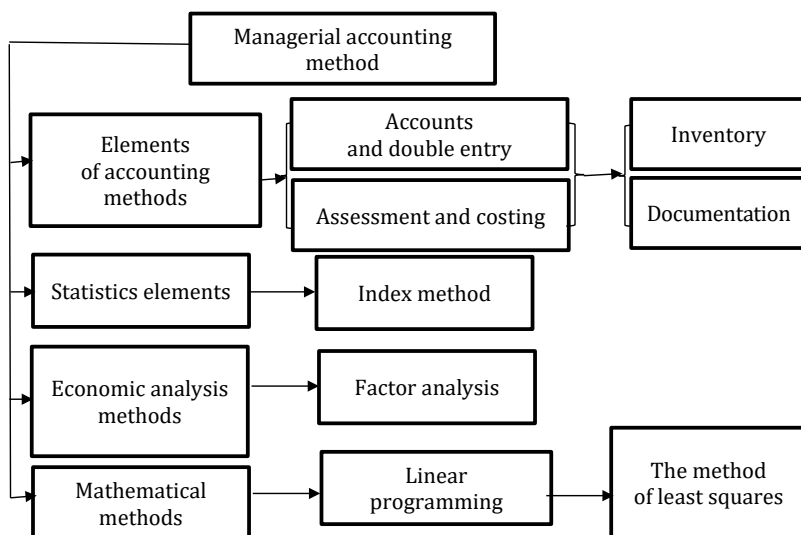 Managerial accounting
method
Elements
of accounting
methods
Accounts
and double entry
Assessment and costing
Inventory
Documentation
Statistics elements
Index method
Economic analysis
methods
Factor analysis
Mathematical
methods
Linear
programming
The method
of least squares